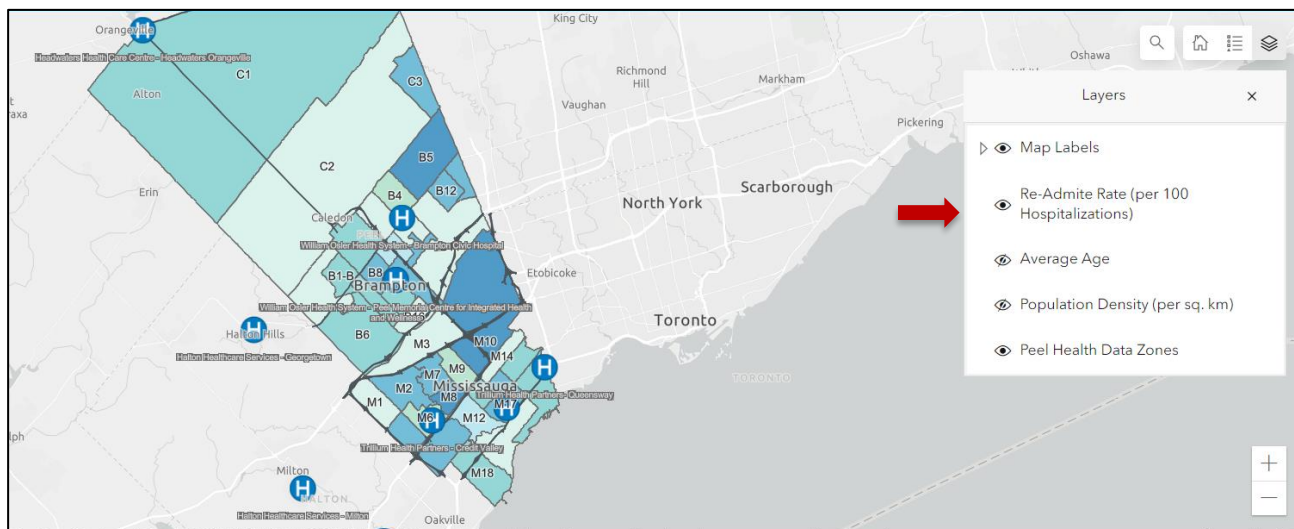 King City
Orangeville
Headwaters Health Care Centre - Headwaters Orangeville
Oshawa
C1
C3
Richmond
Hill
Markham
Alton
Vaughan
Pickering
Layers
Map Labels
Re-Admite Rate (per 100
Hospitalizations)
Average Age
Population Density (per sq. km)
Peel Health Data Zones
C2
B5
Erin
B4
B12
Scarborough
North York
Caledon
H
William Osler Health System - Brampton Civic Hospital
B1-B
B8
Etobicoke
Brampton
William Osler Health System - Peel Memorial Centre for Integrated Health
and Wellness
Toronto
Halton Hills
B6
M3
M10
Halton Healthcare Services - Georgetown
M14
M9
M7
TORONTO
M2
Mississauga
Trillium Health Partners - Queensway
M1
M8
M17
M6
M12
Trillium Health Partners - Credit Valley
M18
Milton
HALTON
Halton Healthcare Services - Milton
Oakville